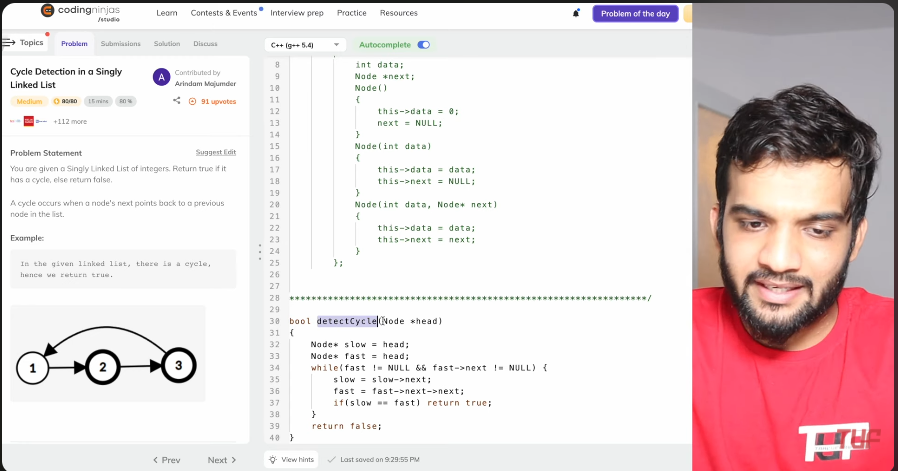 codingninjas
/studio
Learn
Contests & Events
Interview prep
Practice
Resources
Problem of the day
Topics
Problem
Submissions
Solution
Discuss
Cycle Detection in a Singly
Linked List
A
Contributed by
Arindam Majumder
Medium
80/80
15 mins
80 %
91 upvotes
+112 more
Problem Statement
Suggest Edit
You are given a Singly Linked List of integers. Return true if it
has a cycle, else return false.
A cycle occurs when a node's next points back to a previous
node in the list.
Example:
In the given linked list, there is a cycle,
hence we return true.
1
2
3
Prev
Next
C++ (g++ 5.4)
Autocomplete
8 int data;
9 Node *next;
10 Node()
11 {
12 this->data = 0;
13 next = NULL;
14 }
15 Node(int data)
16 {
17 this->data = data;
18 this->next = NULL;
19 }
20 Node(int data, Node* next)
21 {
22 this->data = data;
23 this->next = next;
24 }
25 };
26
27
28 *****************************************************************/
29
30 bool detectCycle(Node *head)
31 {
32 Node* slow = head;
33 Node* fast = head;
34 while(fast != NULL && fast->next != NULL) {
35 slow = slow->next;
36 fast = fast->next->next;
37 if(slow == fast) return true;
38 }
39 return false;
40 }
View hints
Last saved on 9:29:55 PM
TUF